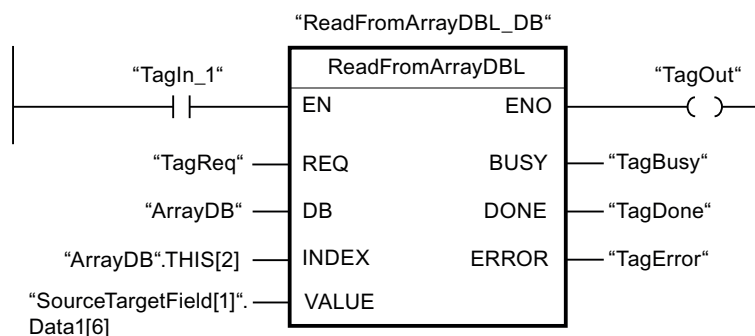 “ReadFromArrayDBL_DB“
ReadFromArrayDBL
“TagIn_1“
“TagOut“
EN
ENO
“TagReq“
REQ
BUSY
“TagBusy“
“ArrayDB“
DB
DONE
“TagDone“
“ArrayDB“.THIS[2]
INDEX
ERROR
“TagError“
“SourceTargetField[1]“.
Data1[6]
VALUE